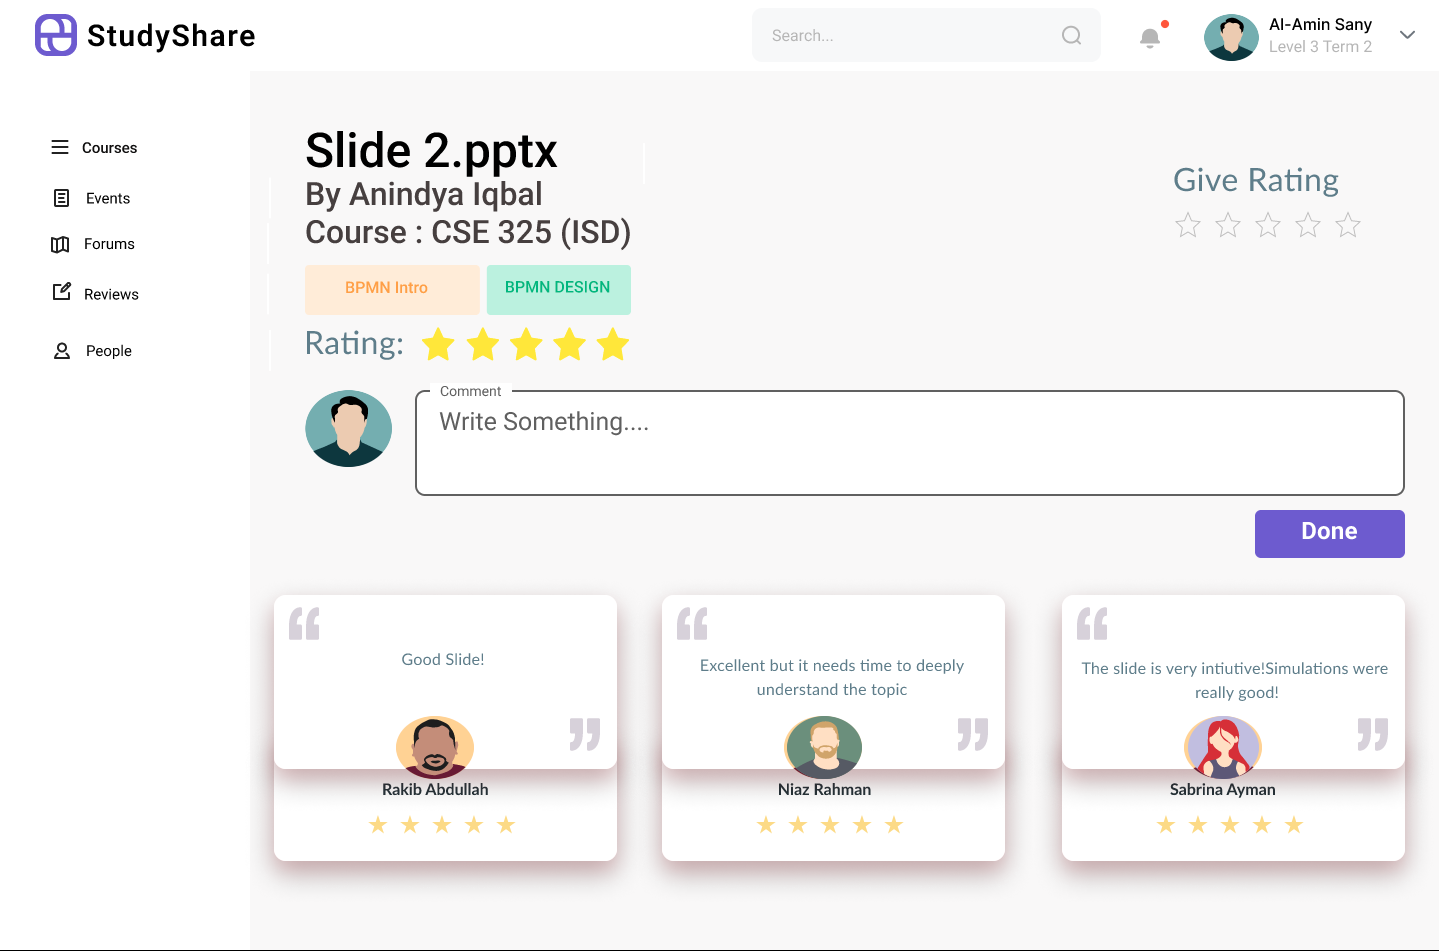 StudyShare
Search...
Al-Amin Sany
Level 3 Term 2
Courses
Events
Forums
Reviews
People
Slide 2.pptx
By Anindya Iqbal
Course : CSE 325 (ISD)
Give Rating
BPMN Intro
BPMN DESIGN
Rating:
Comment
Write Something....
Done
Good Slide!
Rakib Abdullah
Excellent but it needs time to deeply
understand the topic
Niaz Rahman
The slide is very intiutive!Simulations were
really good!
Sabrina Ayman